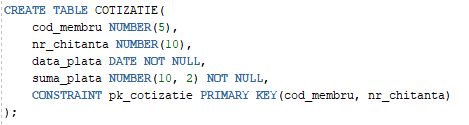 CREATE TABLE COTIZATIE(
    cod_membru NUMBER(5),
    nr_chitanta NUMBER(10),
    data_plata DATE NOT NULL,
    suma_plata NUMBER(10, 2) NOT NULL,
    CONSTRAINT pk_cotizatie PRIMARY KEY(cod_membru, nr_chitanta)
);